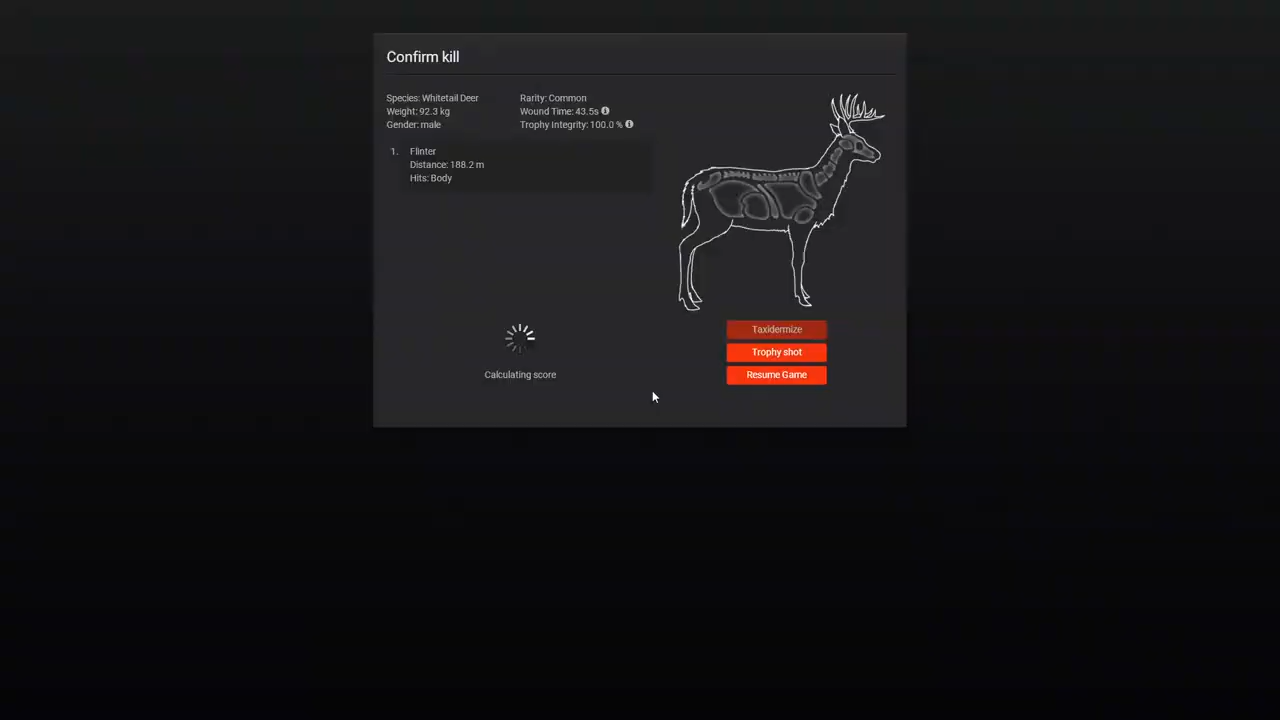 Confirm kill
Species: Whitetail Deer
Weight: 92.3 kg
Gender: male
Rarity: Common
Wound Time: 43.5s
Trophy Integrity: 100.0 %
1. Flinter
Distance: 188.2 m
Hits: Body
Calculating score
Taxidermize
Trophy shot
Resume Game